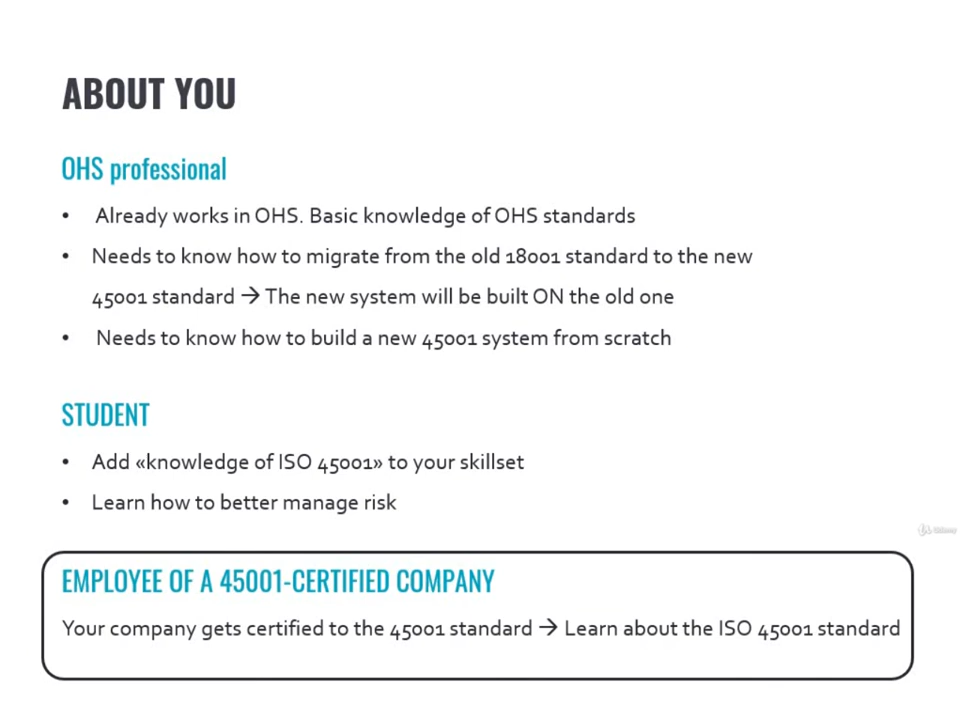 ABOUT YOU
OHS professional
• Already works in OHS. Basic knowledge of OHS standards
• Needs to know how to migrate from the old 18001 standard to the new
45001 standard → The new system will be built ON the old one
• Needs to know how to build a new 45001 system from scratch
STUDENT
• Add «knowledge of ISO 45001» to your skillset
• Learn how to better manage risk
Udemy
EMPLOYEE OF A 45001-CERTIFIED COMPANY
Your company gets certified to the 45001 standard → Learn about the ISO 45001 standard